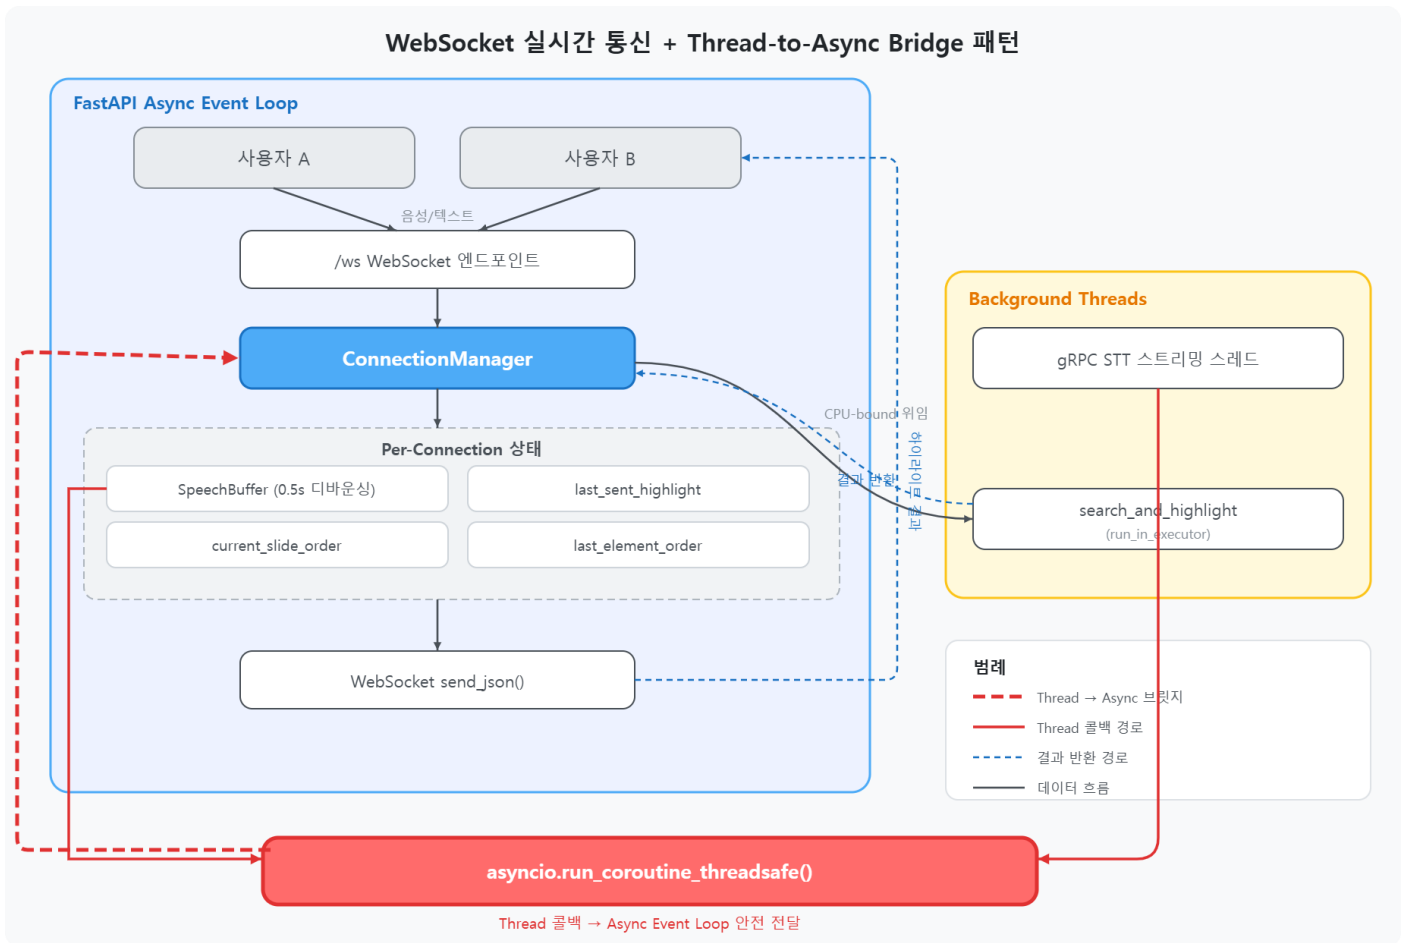 WebSocket 실시간 통신 + Thread-to-Async Bridge 패턴
FastAPI Async Event Loop
사용자 A
사용자 B
음성/텍스트
/ws WebSocket 엔드포인트
ConnectionManager
Per-Connection 상태
SpeechBuffer (0.5s 디바운싱)
last_sent_highlight
current_slide_order
last_element_order
WebSocket send_json()
CPU-bound 위임
결과 반환
하이라이트 결과
Background Threads
gRPC STT 스트리밍 스레드
search_and_highlight
(run_in_executor)
범례
Thread → Async 브릿지
Thread 콜백 경로
결과 반환 경로
데이터 흐름
asyncio.run_coroutine_threadsafe()
Thread 콜백 → Async Event Loop 안전 전달